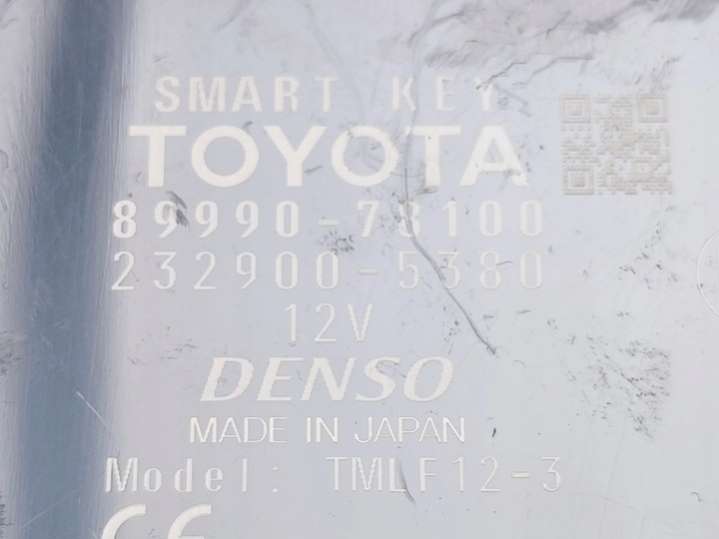 SMART KEY
TOYOTA
89990-78100
232900-5380
12V
DENSO
MADE IN JAPAN
Model: TMLF12-3
CE